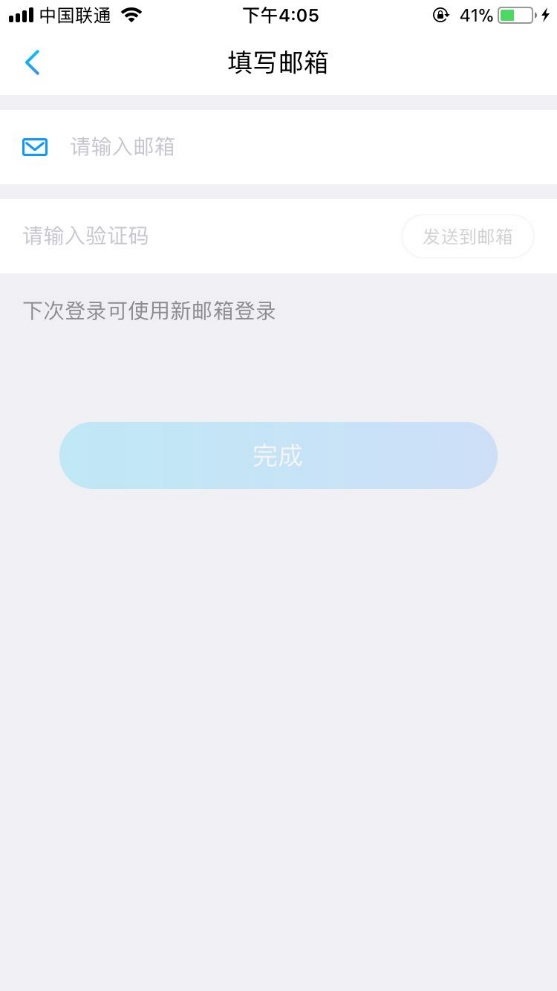 中国联通 下午4:05 41%
填写邮箱
请输入邮箱
请输入验证码 发送到邮箱
下次登录可使用新邮箱登录
完成